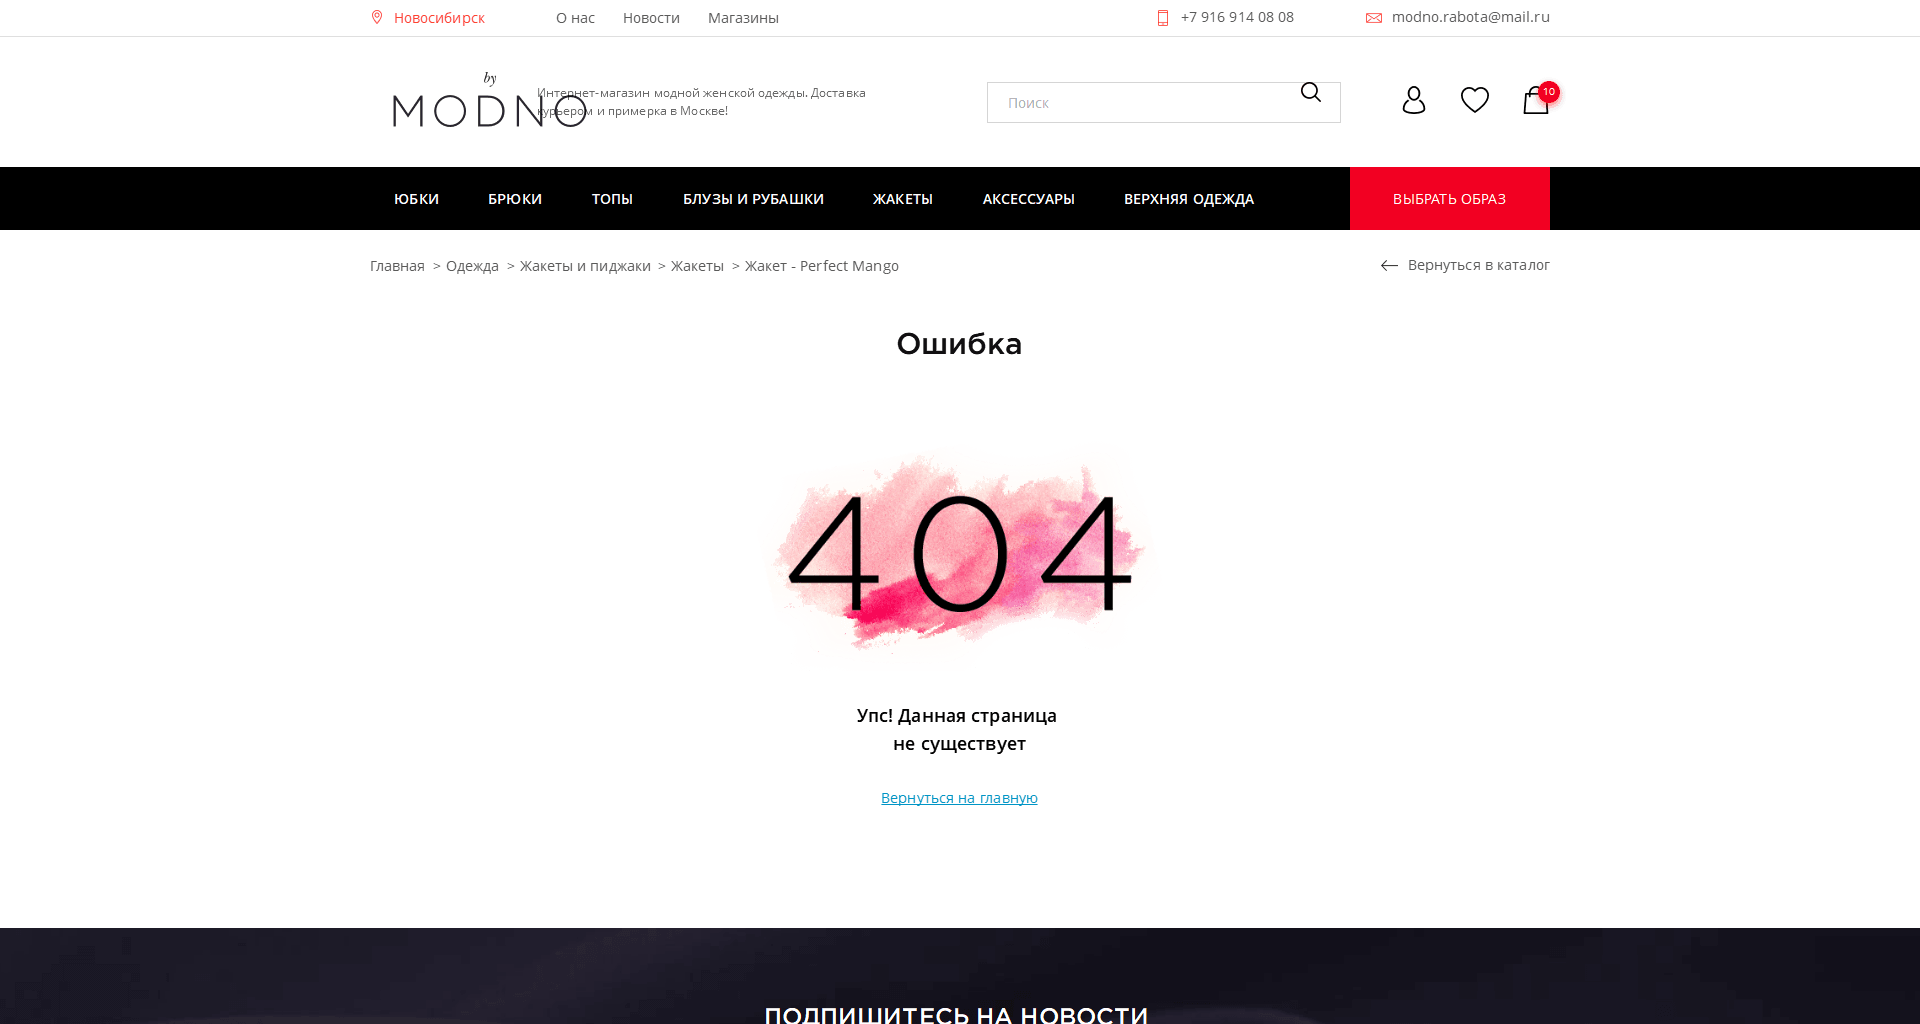 Новосибирск О нас Новости Магазины +7 916 914 08 08 modno.rabota@mail.ru
by
MODNO
Интернет-магазин модной женской одежды. Доставка
курьером и примерка в Москве!
Поиск
10
ЮБКИ БРЮКИ ТОПЫ БЛУЗЫ И РУБАШКИ ЖАКЕТЫ АКСЕССУАРЫ ВЕРХНЯЯ ОДЕЖДА ВЫБРАТЬ ОБРАЗ
Главная > Одежда > Жакеты и пиджаки > Жакеты > Жакет - Perfect Mango Вернуться в каталог
Ошибка
404
Упс! Данная страница
не существует
Вернуться на главную
ПОДПИШИТЕСЬ НА НОВОСТИ